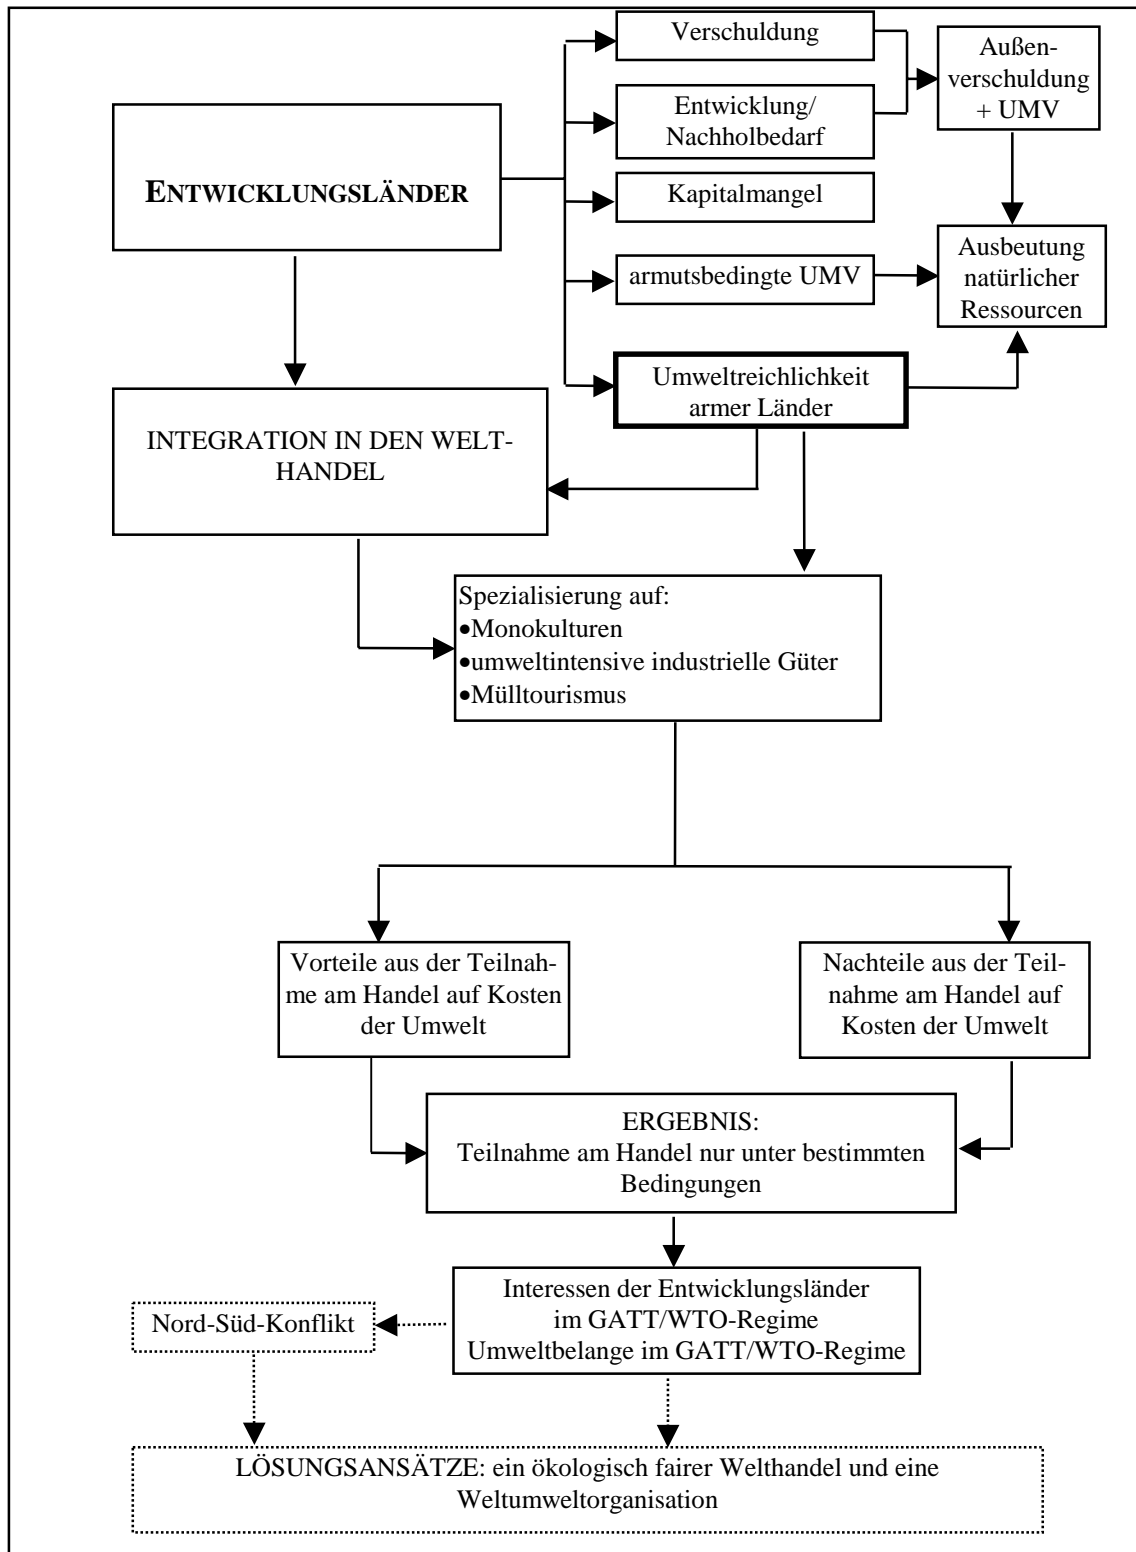 Verschuldung
Außen-
verschuldung
+ UMV
Entwicklung/
Nachholbedarf
ENTWICKLUNGSLÄNDER
Kapitalmangel
armutsbedingte UMV
Ausbeutung
natürlicher
Ressourcen
Umweltreichlichkeit
armer Länder
INTEGRATION IN DEN WELT-
HANDEL
Spezialisierung auf:
•Monokulturen
•umweltintensive industrielle Güter
•Mülltourismus
Vorteile aus der Teilnah-
me am Handel auf Kosten
der Umwelt
Nachteile aus der Teil-
nahme am Handel auf
Kosten der Umwelt
ERGEBNIS:
Teilnahme am Handel nur unter bestimmten
Bedingungen
Interessen der Entwicklungsländer
im GATT/WTO-Regime
Umweltbelange im GATT/WTO-Regime
Nord-Süd-Konflikt
LÖSUNGSANSÄTZE: ein ökologisch fairer Welthandel und eine
Weltumweltorganisation